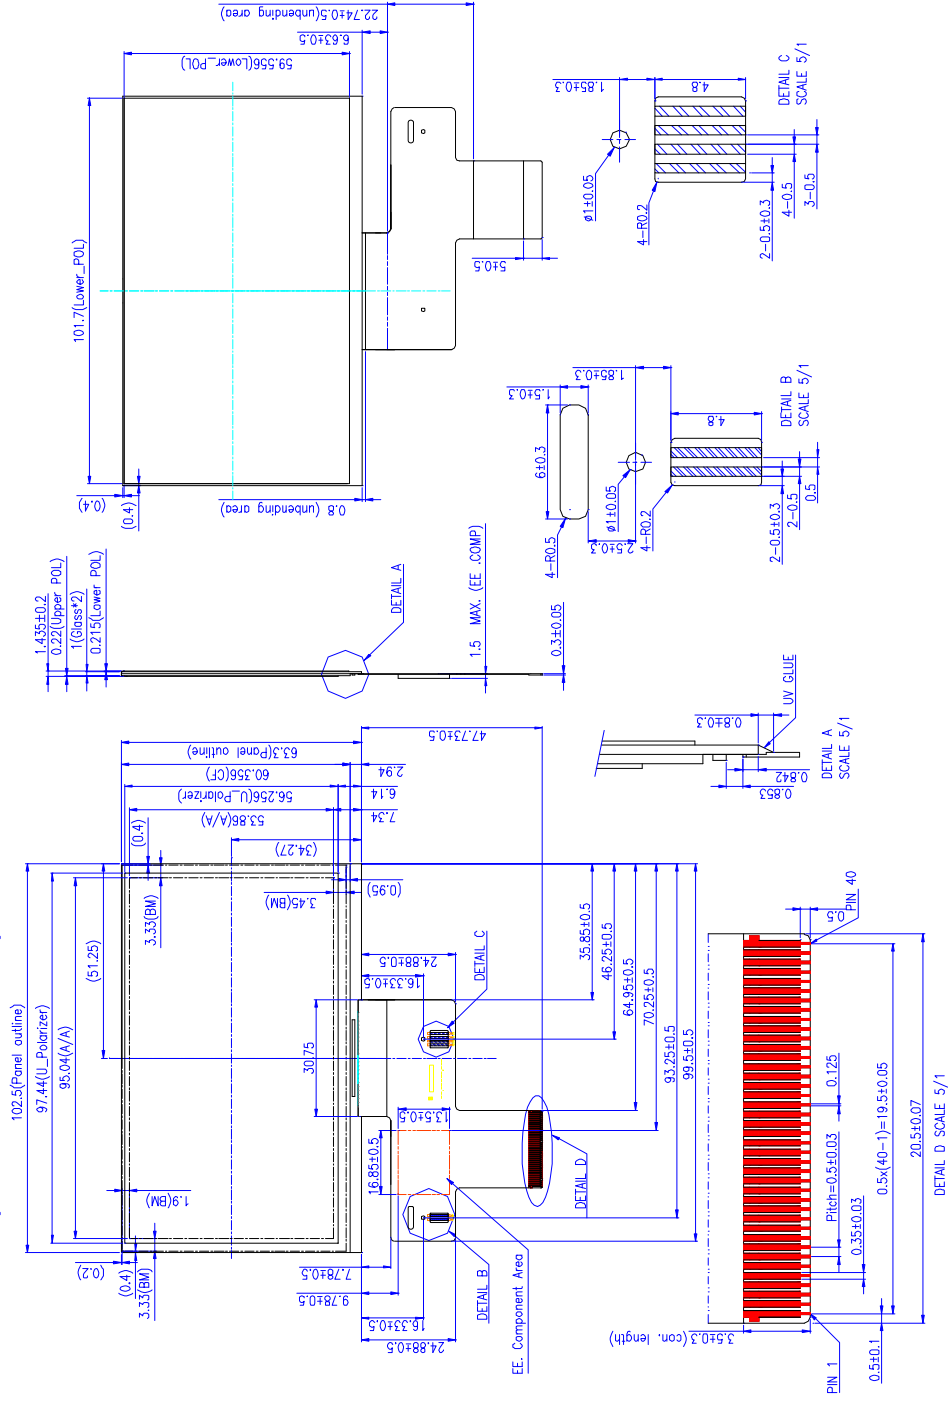 102.5(Panel outline)
97.44(U_Polarizer)
95.04(A/A)
(51.25)
(0.2)
(0.4)
3.33(BM)
1.9(BM)
3.33(BM)
(0.4)
63.3(Panel outline)
60.356(CF)
56.256(U_Polarizer)
53.86(A/A)
(34.27)
2.94
6.14
7.34
3.45(BM)
(0.95)
47.73±0.5
24.88±0.5
16.33±0.5
DETAIL C
30.75
13.5±0.5
16.85±0.5
7.78±0.5
9.78±0.5
16.33±0.5
24.88±0.5
DETAIL B
EE. Component Area
DETAIL D
35.85±0.5
46.25±0.5
64.95±0.5
70.25±0.5
93.25±0.5
99.5±0.5
1.435±0.2
0.22(Upper POL)
1(Glass*2)
0.215(Lower POL)
DETAIL A
1.5 MAX. (EE .COMP)
0.3±0.05
101.7(Lower_POL)
59.556(Lower_POL)
6.63±0.5
22.74±0.5(unbending area)
(0.4)
(0.4)
0.8 (unbending area)
5±0.5
1.85±0.3
4.8
ø1±0.05
4-R0.2
2-0.5±0.3
4-0.5
3-0.5
DETAIL C
SCALE 5/1
1.5±0.3
6±0.3
4-R0.5
2.5±0.3
1.85±0.3
ø1±0.05
4-R0.2
4.8
2-0.5±0.3
2-0.5
0.5
DETAIL B
SCALE 5/1
0.8±0.3
UV GLUE
0.842
0.853
DETAIL A
SCALE 5/1
PIN 40
0.5
0.125
Pitch=0.5±0.03
0.35±0.03
0.5x(40-1)=19.5±0.05
20.5±0.07
3.5±0.3(con. length)
PIN 1
0.5±0.1
DETAIL D SCALE 5/1